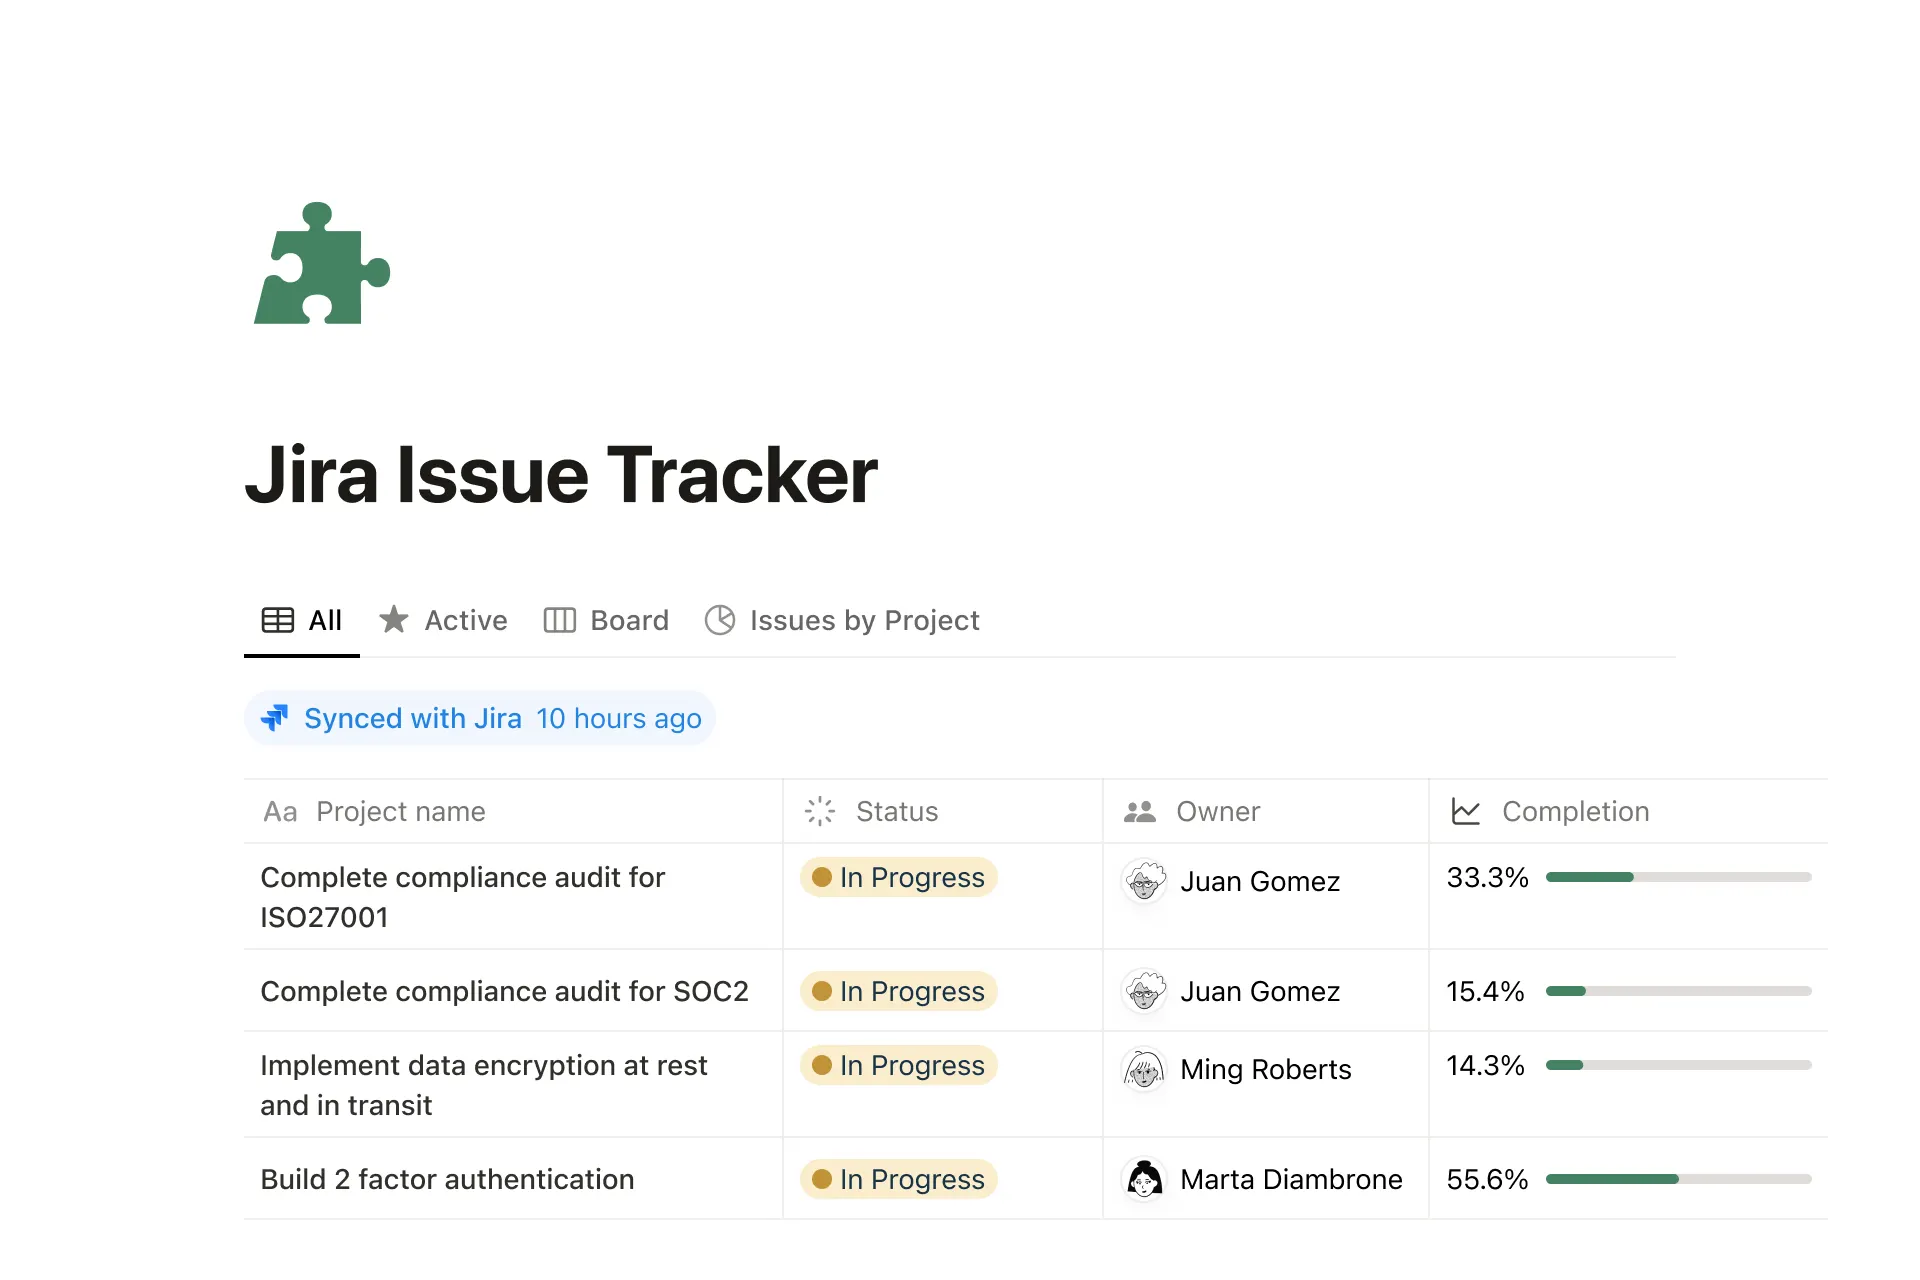 Jira Issue Tracker
All Active Board Issues by Project
Synced with Jira 10 hours ago
Aa Project name Status Owner Completion
Complete compliance audit for
ISO27001
In Progress Juan Gomez 33.3%
Complete compliance audit for SOC2 In Progress Juan Gomez 15.4%
Implement data encryption at rest
and in transit
In Progress Ming Roberts 14.3%
Build 2 factor authentication In Progress Marta Diambrone 55.6%